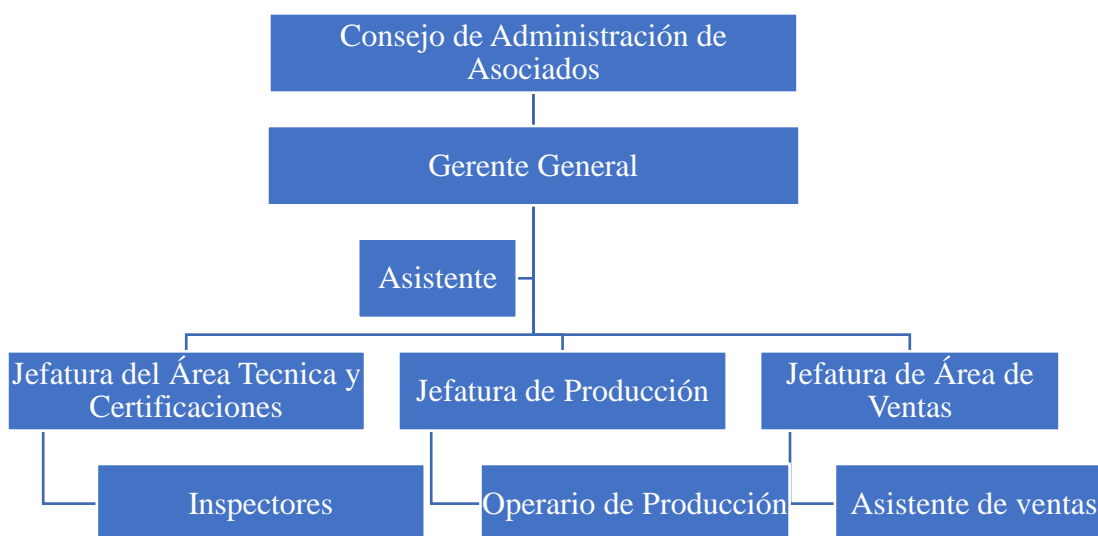 Consejo de Administración de
Asociados
Gerente General
Asistente
Jefatura del Área Tecnica y
Certificaciones
Jefatura de Producción
Jefatura de Área de
Ventas
Inspectores
Operario de Producción
Asistente de ventas